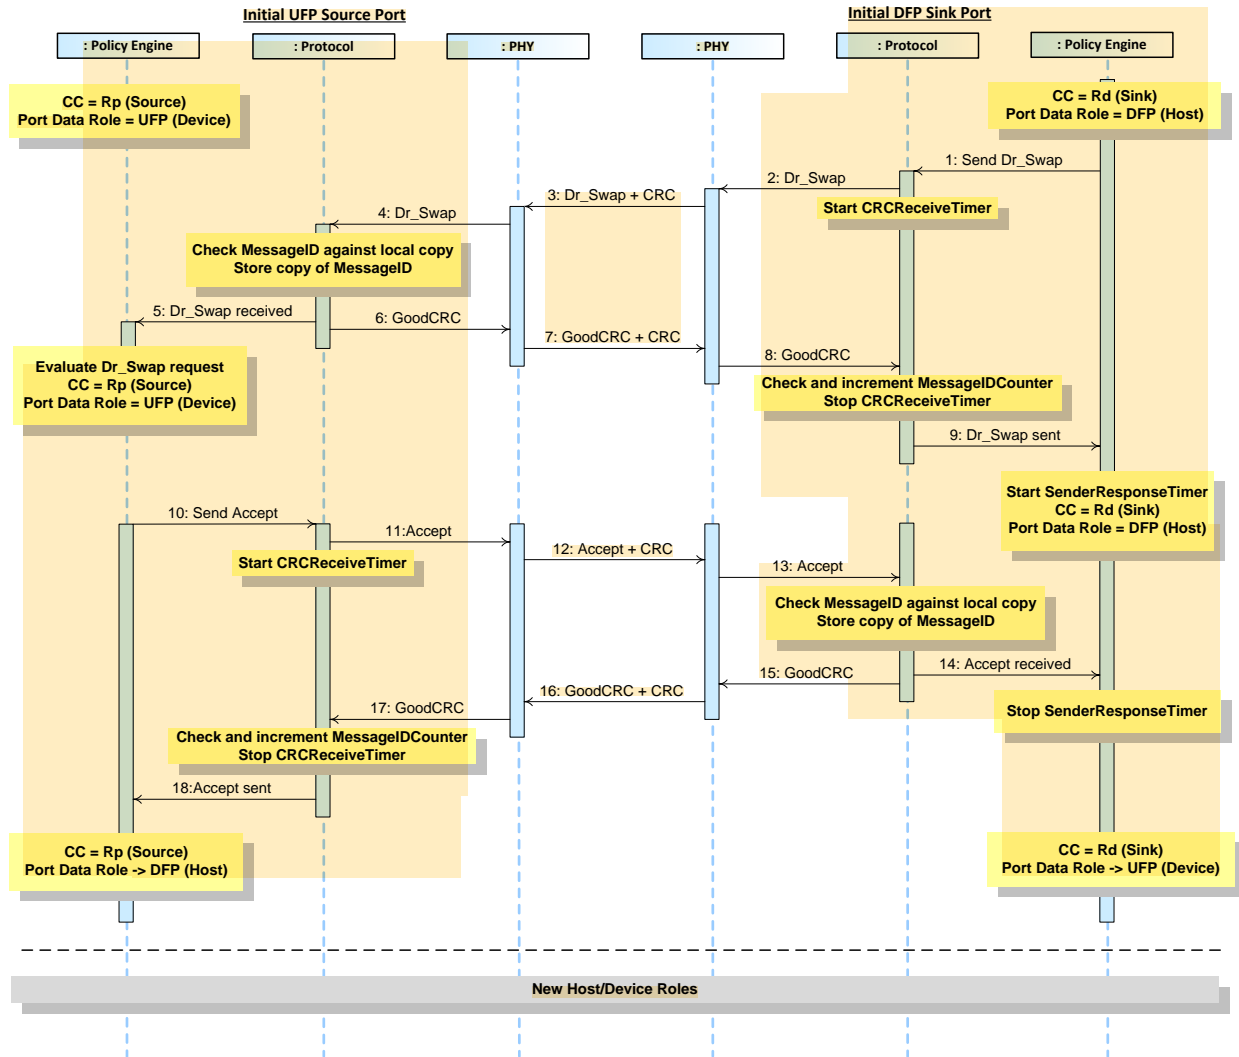 Initial UFP Source Port
Initial DFP Sink Port
: Policy Engine
: Protocol
: PHY
: PHY
: Protocol
: Policy Engine
CC = Rp (Source)
Port Data Role = UFP (Device)
CC = Rd (Sink)
Port Data Role = DFP (Host)
1: Send Dr_Swap
2: Dr_Swap
Start CRCReceiveTimer
3: Dr_Swap + CRC
4: Dr_Swap
Check MessageID against local copy
Store copy of MessageID
5: Dr_Swap received
6: GoodCRC
7: GoodCRC + CRC
8: GoodCRC
Evaluate Dr_Swap request
CC = Rp (Source)
Port Data Role = UFP (Device)
Check and increment MessageIDCounter
Stop CRCReceiveTimer
9: Dr_Swap sent
Start SenderResponseTimer
CC = Rd (Sink)
Port Data Role = DFP (Host)
10: Send Accept
11:Accept
Start CRCReceiveTimer
12: Accept + CRC
13: Accept
Check MessageID against local copy
Store copy of MessageID
14: Accept received
15: GoodCRC
16: GoodCRC + CRC
17: GoodCRC
Stop SenderResponseTimer
Check and increment MessageIDCounter
Stop CRCReceiveTimer
18:Accept sent
CC = Rp (Source)
Port Data Role -> DFP (Host)
CC = Rd (Sink)
Port Data Role -> UFP (Device)
New Host/Device Roles